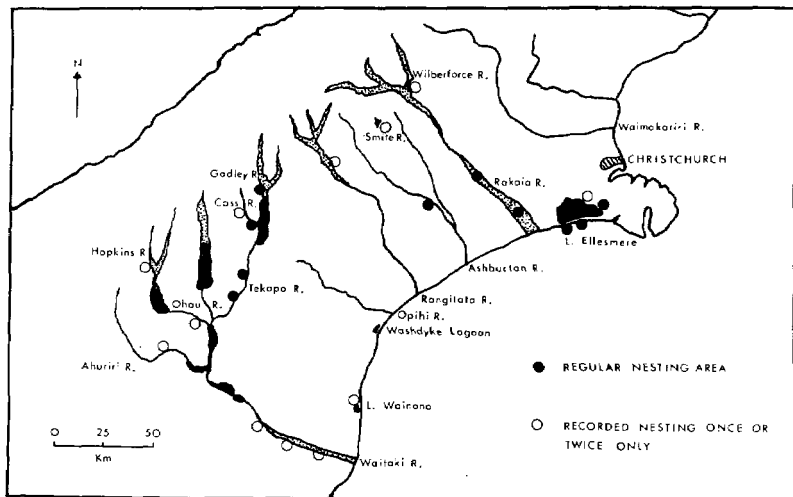 N
Wilberforce R.
Smite R.
Waimakariri R.
CHRISTCHURCH
Godley R.
Cass R.
Rakaia R.
L. Ellesmere
Hopkins R.
Ashburton R.
Tekapo R.
Rangitata R.
Ohau R.
Opihi R.
Washdyke Lagoon
Ahuriri R.
REGULAR NESTING AREA
L. Wainono
RECORDED NESTING ONCE OR
TWICE ONLY
0 50
Km
Waitaki R.